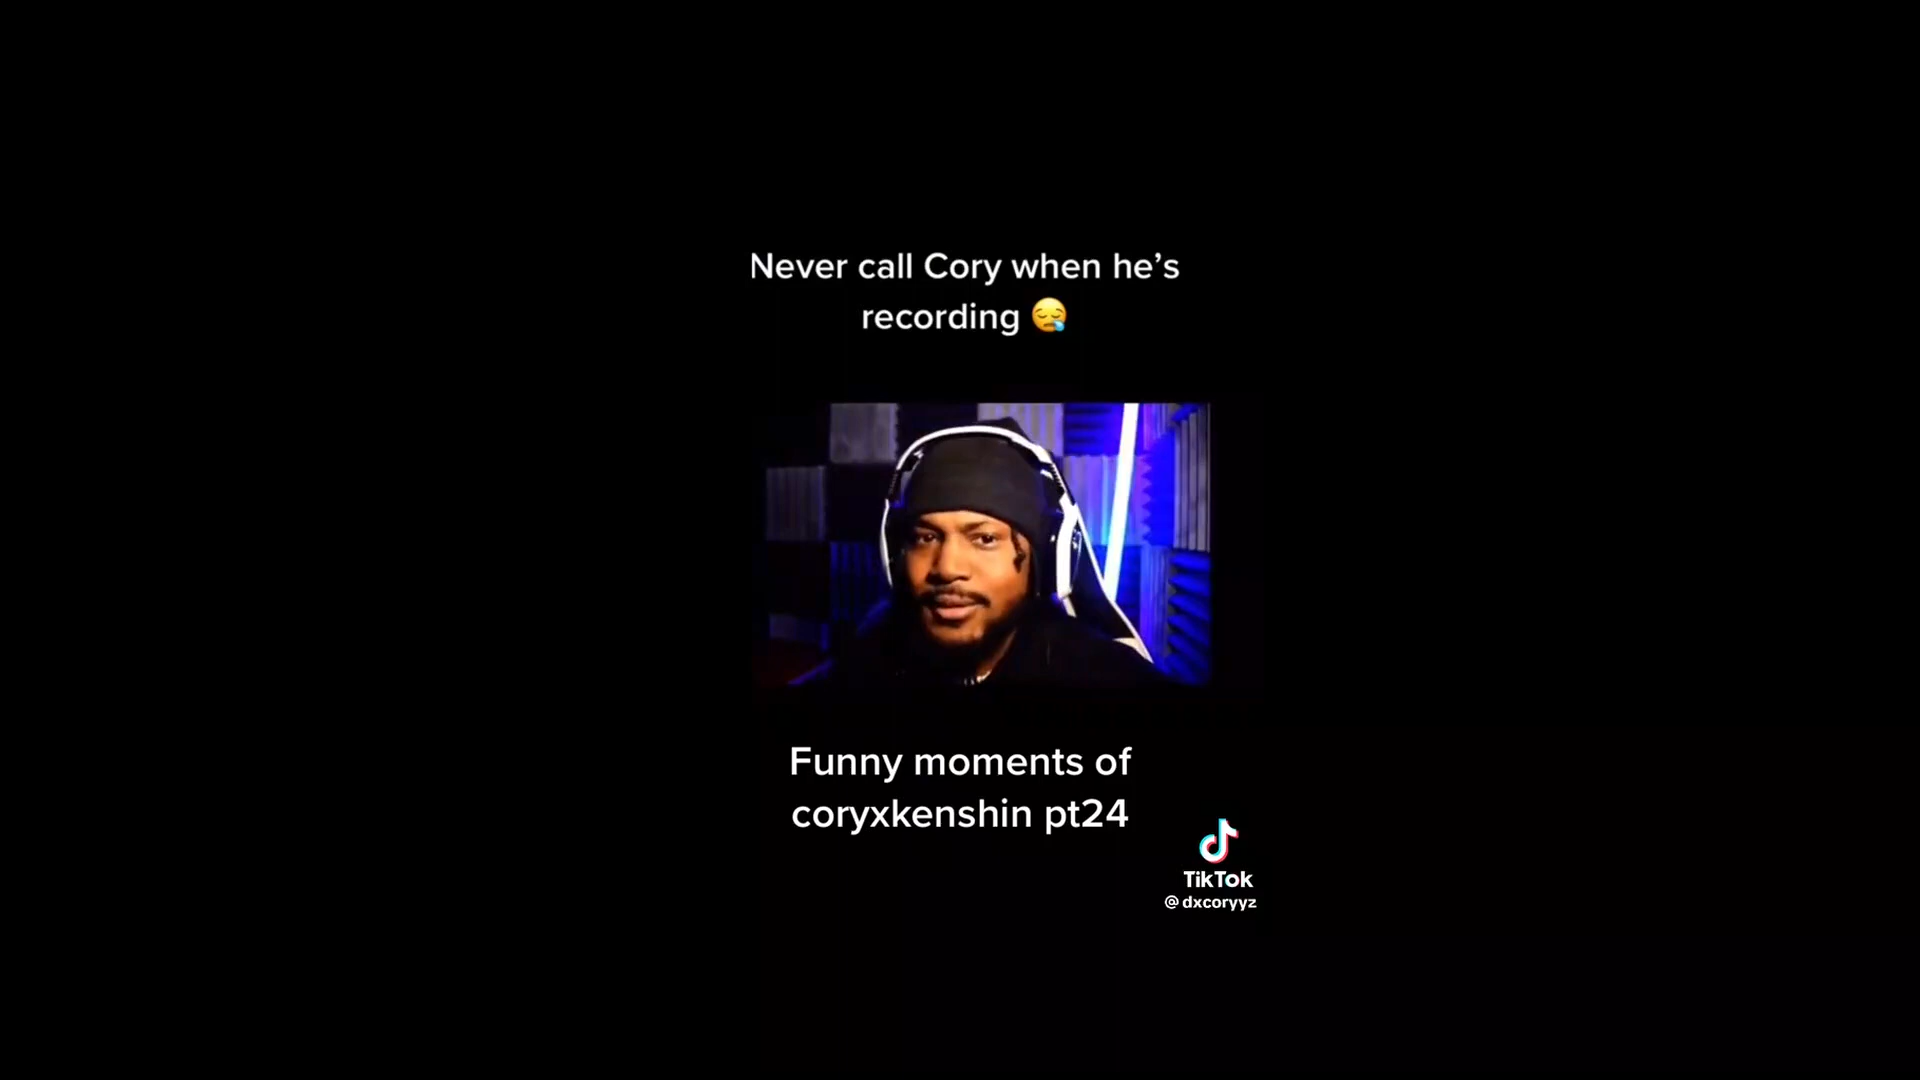 Never call Cory when he's
recording 😪
Funny moments of
coryxkenshin pt24
TikTok
@dxcoryyz